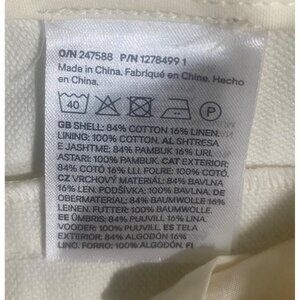 O/N 247588 P/N 1278499 1
Made in China. Fabriqué en Chine. Hecho
en China.
40
P
GB SHELL: 84% COTTON 16% LINEN.
LINING: 100% COTTON. AL SHTRESA
E JASHTME: 84% PAMBUK 16% LIRI.
ASTARI: 100% PAMBUK. CAT EXTERIOR:
84% COTÓ 16% LLI. FOLRE: 100% COTÓ.
CZ VRCHOVÝ MATERIÁL: 84% BAVLNA
16% LEN. PODŠÍVKA: 100% BAVLNA. DE
OBERMATERIAL: 84% BAUMWOLLE 16%
LEINEN. FUTTER: 100% BAUMWOLLE.
EE ÜMBRIS: 84% PUUVILL 16% LINA.
VOODER: 100% PUUVILL. ES TELA
EXTERIOR: 84% ALGODÓN 16%
LINO. FORRO: 100% ALGODÓN. FI